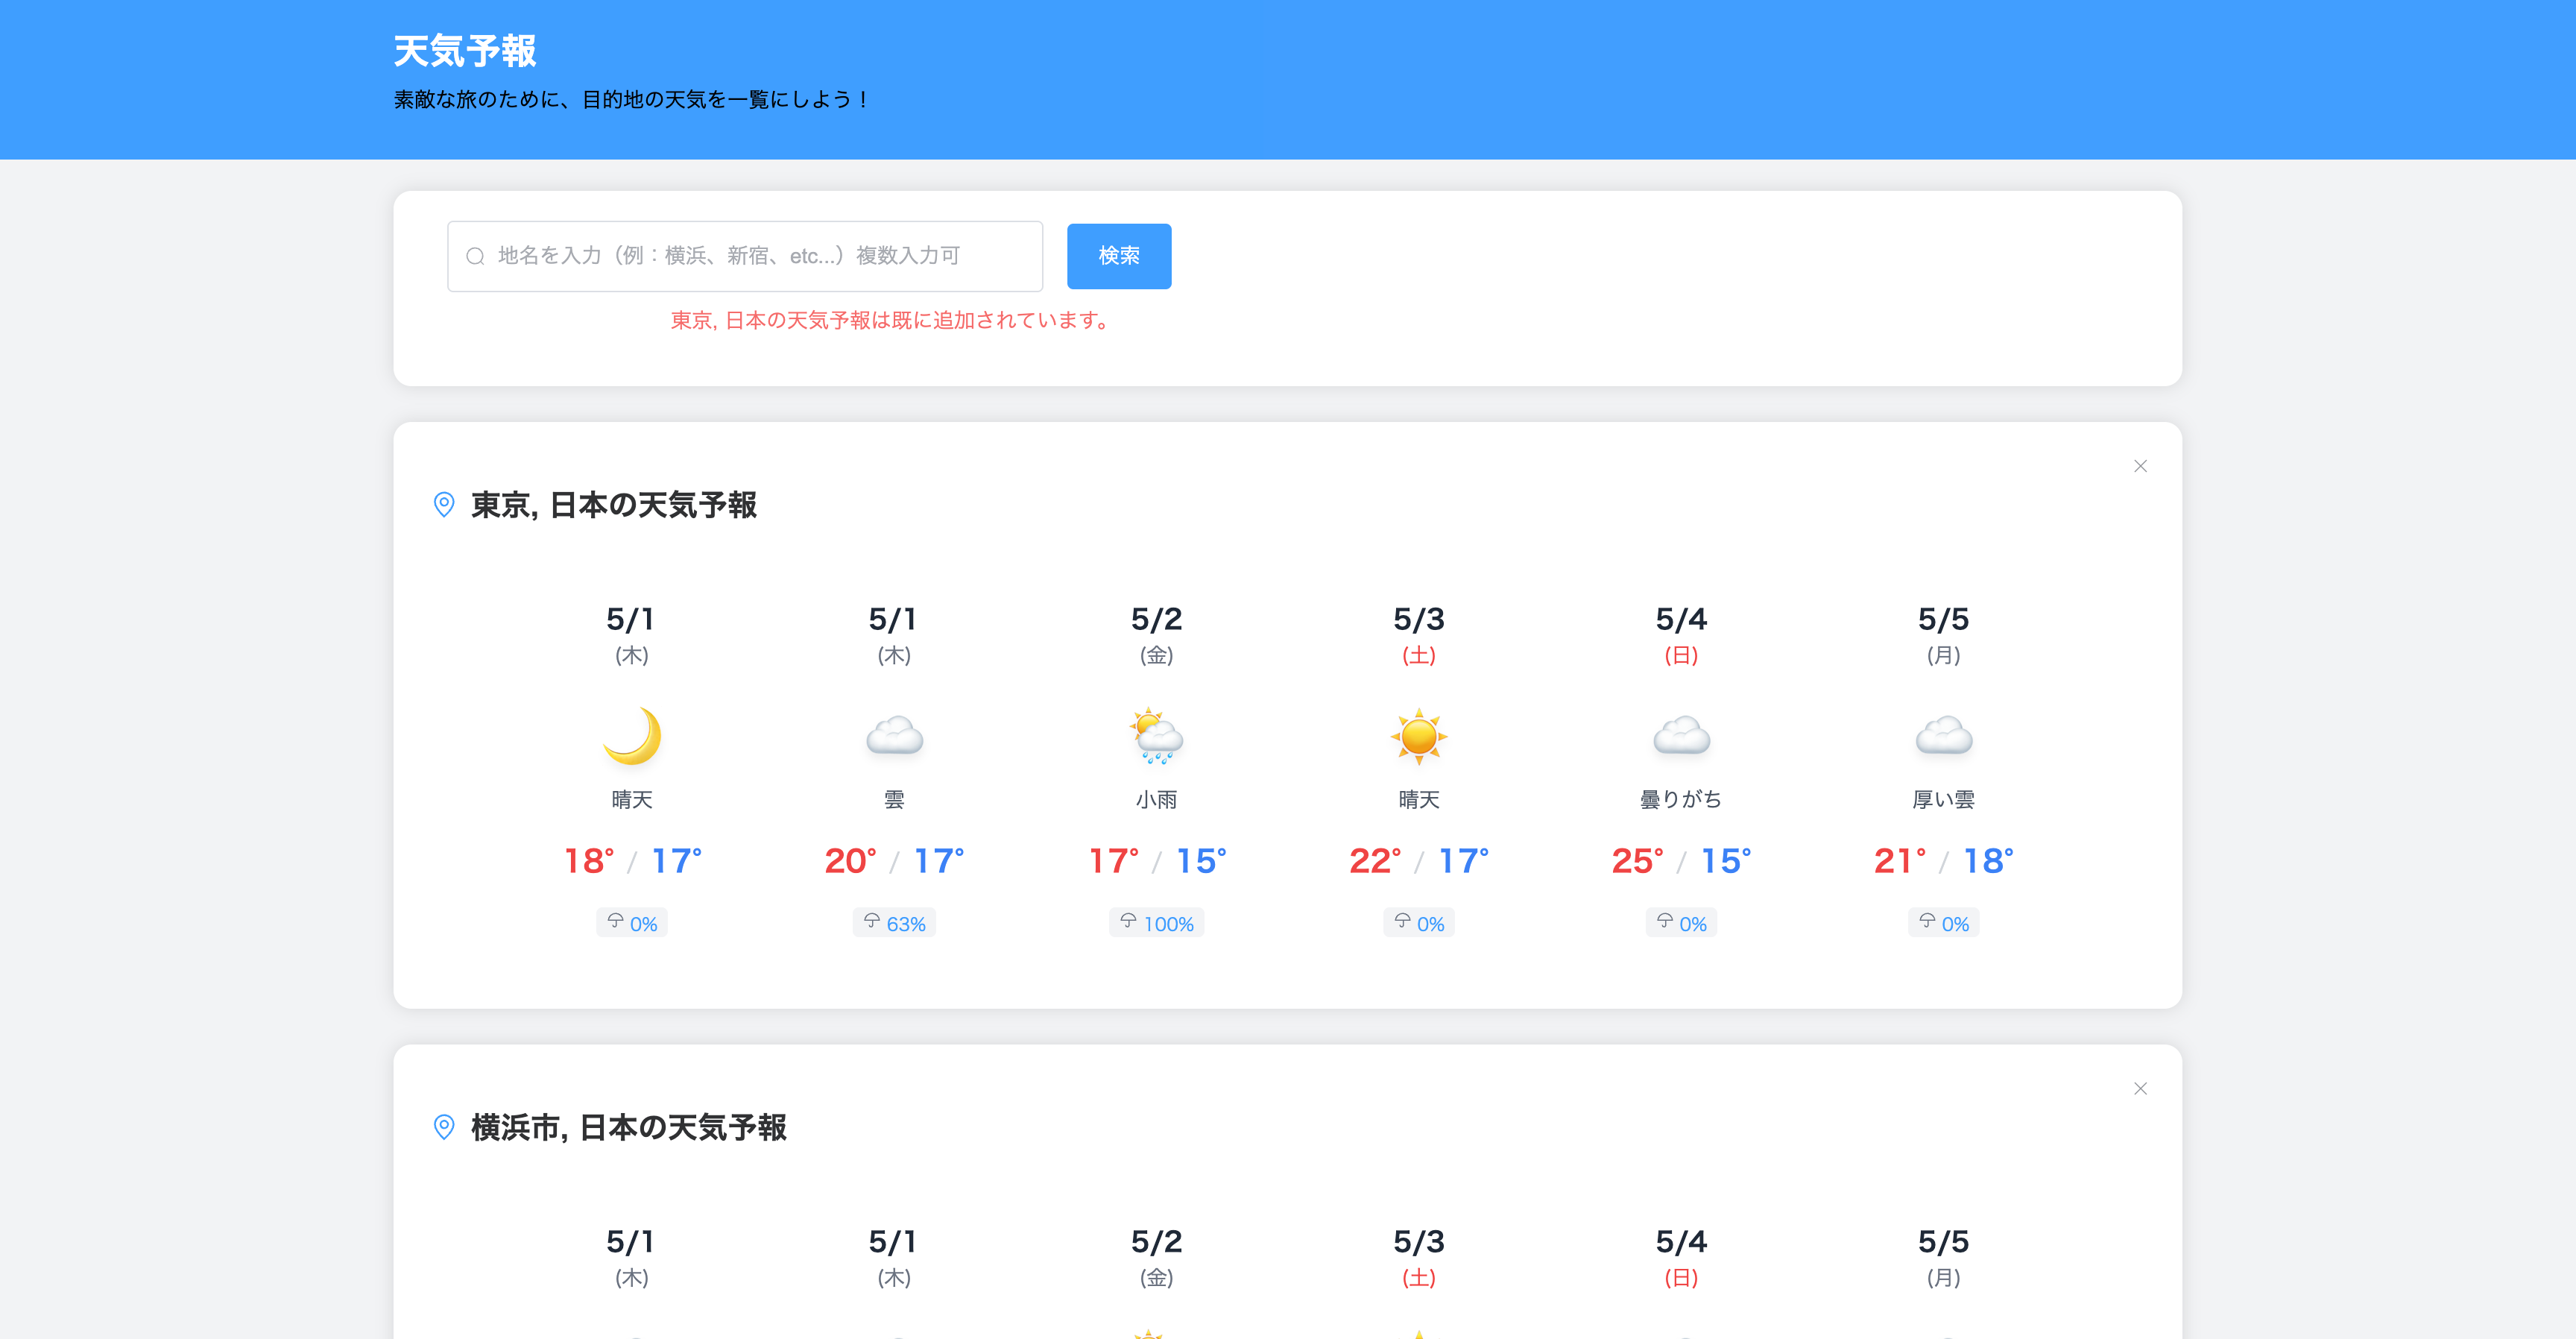 天気予報
素敵な旅のために、目的地の天気を一覧にしよう！
地名を入力（例：横浜、新宿、etc...）複数入力可
検索
東京, 日本の天気予報は既に追加されています。
東京, 日本の天気予報
5/1 5/1 5/2 5/3 5/4 5/5
(木) (木) (金) (土) (日) (月)
晴天 雲 小雨 晴天 曇りがち 厚い雲
18° / 17° 20° / 17° 17° / 15° 22° / 17° 25° / 15° 21° / 18°
0% 63% 100% 0% 0% 0%
横浜市, 日本の天気予報
5/1 5/1 5/2 5/3 5/4 5/5
(木) (木) (金) (土) (日) (月)